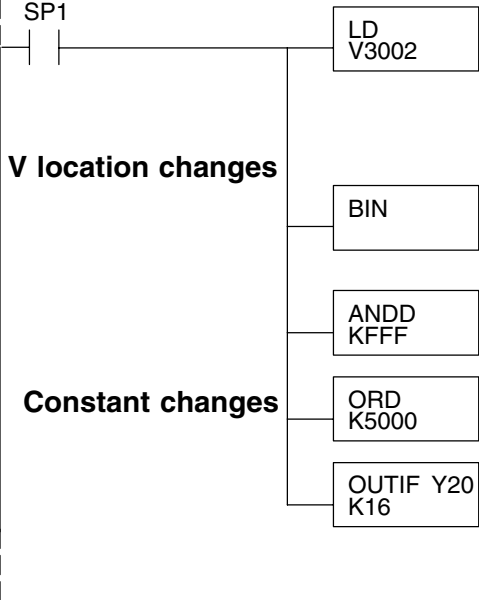 SP1
LD
V3002
V location changes
BIN
ANDD
KFFF
Constant changes
ORD
K5000
OUTIF Y20
K16